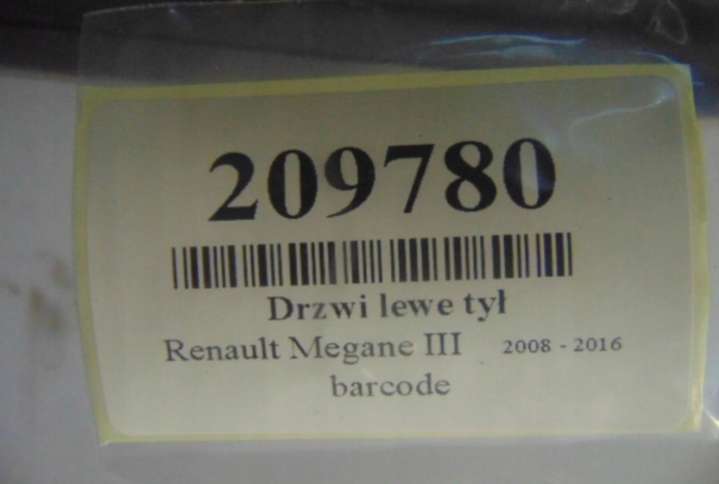 209780
Drzwi lewe tył
Renault Megane III 2008 - 2016
barcode